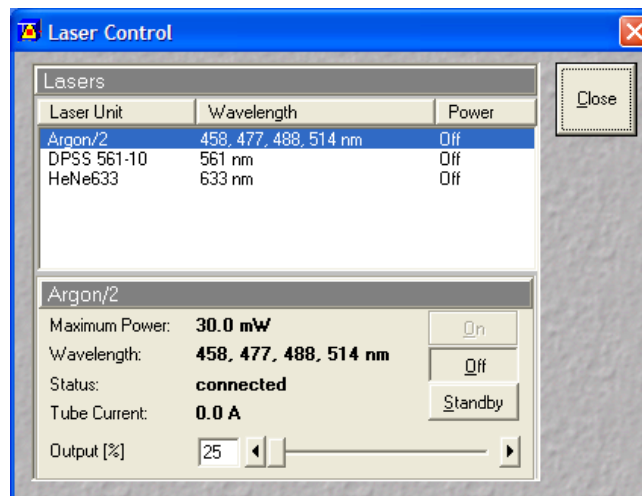 Laser Control
Lasers
Close
Laser Unit Wavelength Power
Argon/2 458, 477, 488, 514 nm Off
DPSS 561-10 561 nm Off
HeNe633 633 nm Off
Argon/2
Maximum Power: 30.0 mW On
Wavelength: 458, 477, 488, 514 nm Off
Status: connected
Tube Current: 0.0 A Standby
Output [%] 25